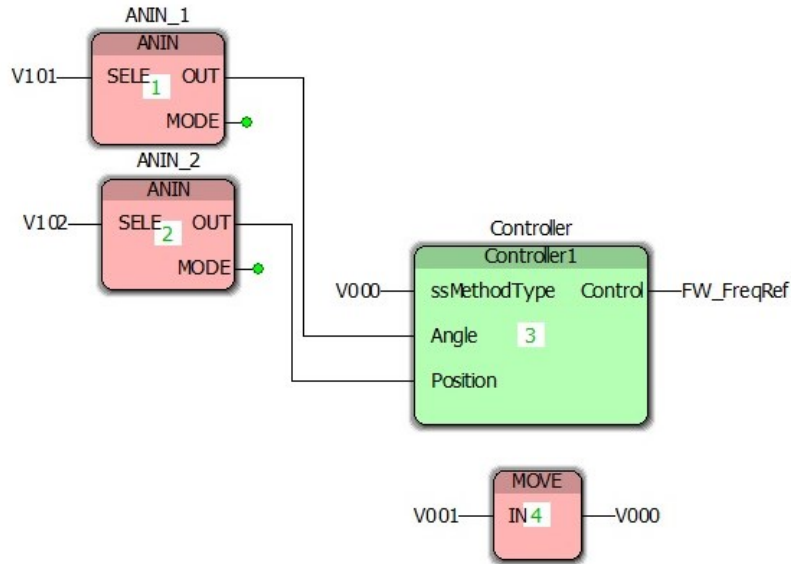 ANIN_1
ANIN
V101 SELE 1 OUT
MODE
ANIN_2
ANIN
V102 SELE 2 OUT
MODE
Controller
Controller1
V000 ssMethodType Control FW_FreqRef
Angle 3
Position
MOVE
V001 IN 4 V000